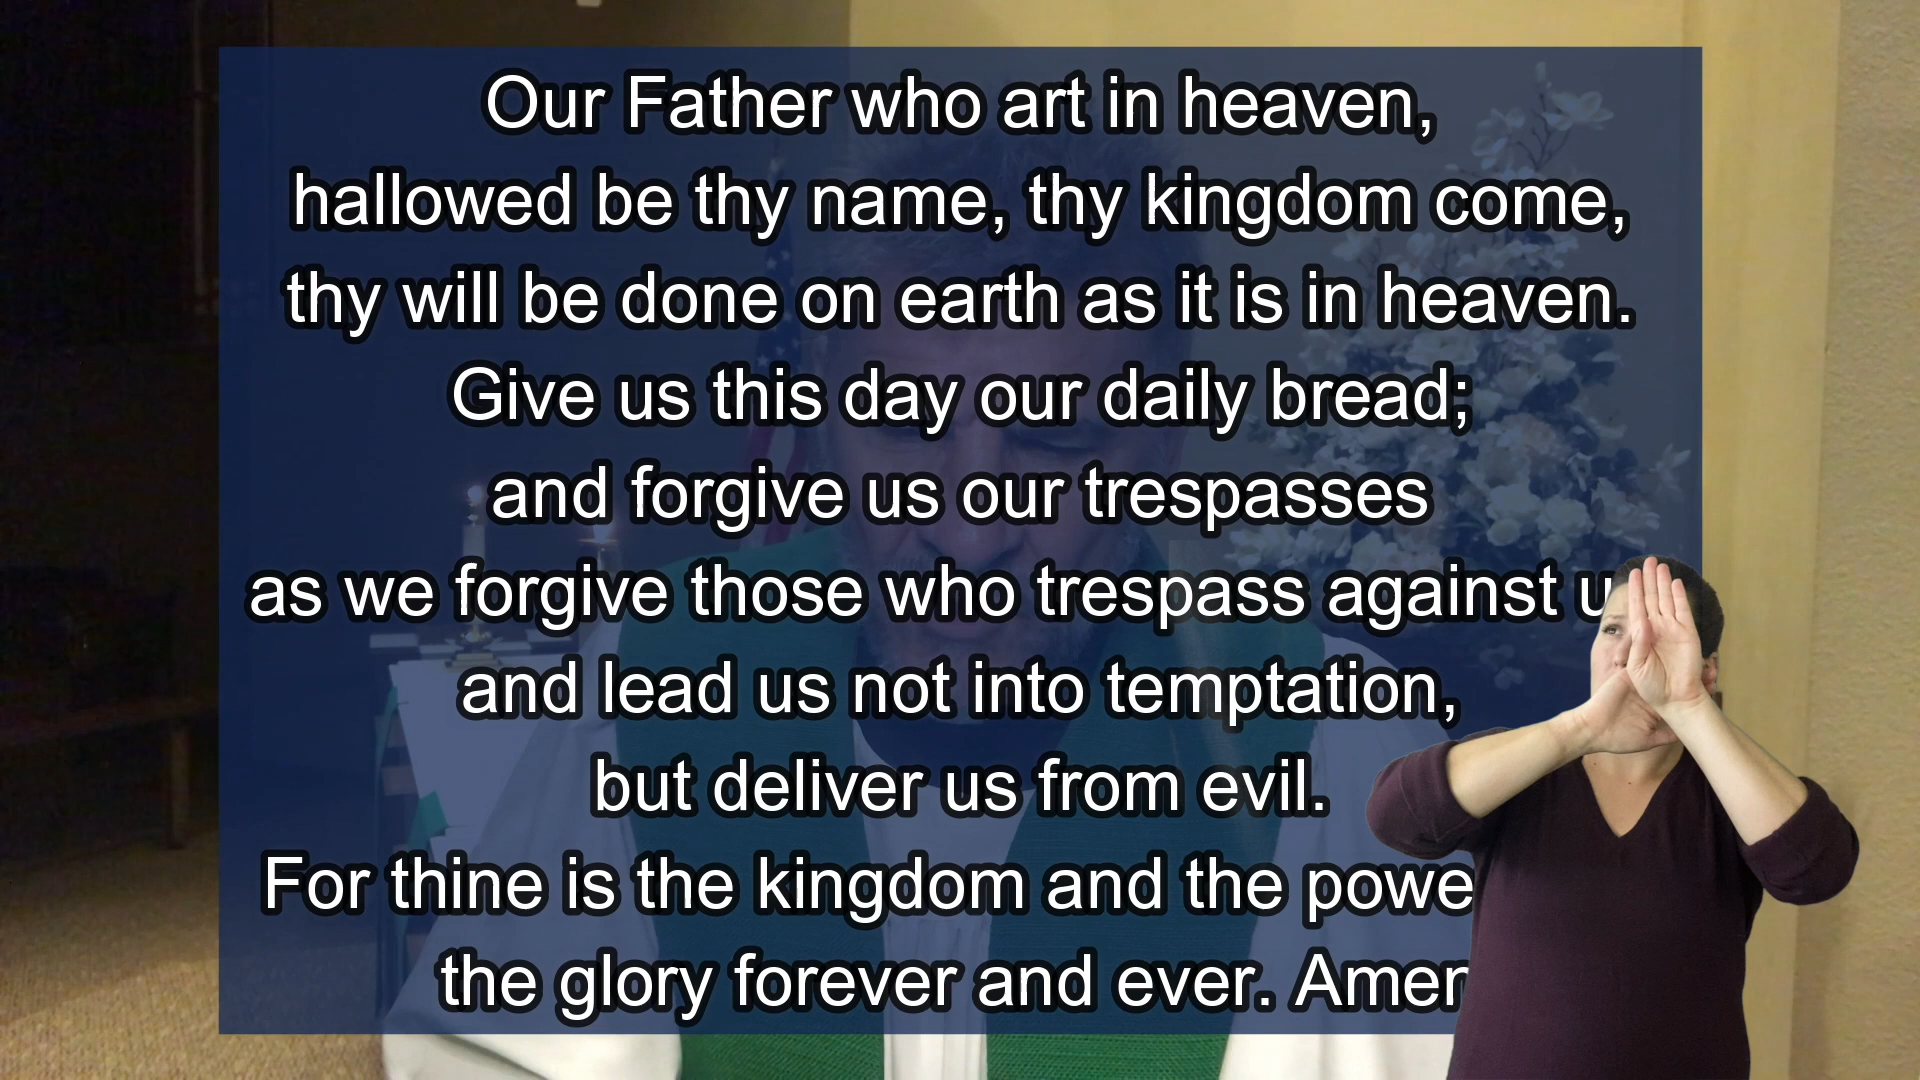 Our Father who art in heaven,
hallowed be thy name, thy kingdom come,
thy will be done on earth as it is in heaven.
Give us this day our daily bread;
and forgive us our trespasses
as we forgive those who trespass against
and lead us not into temptation,
but deliver us from evil.
For thine is the kingdom and the
the glory forever and ever. Amen